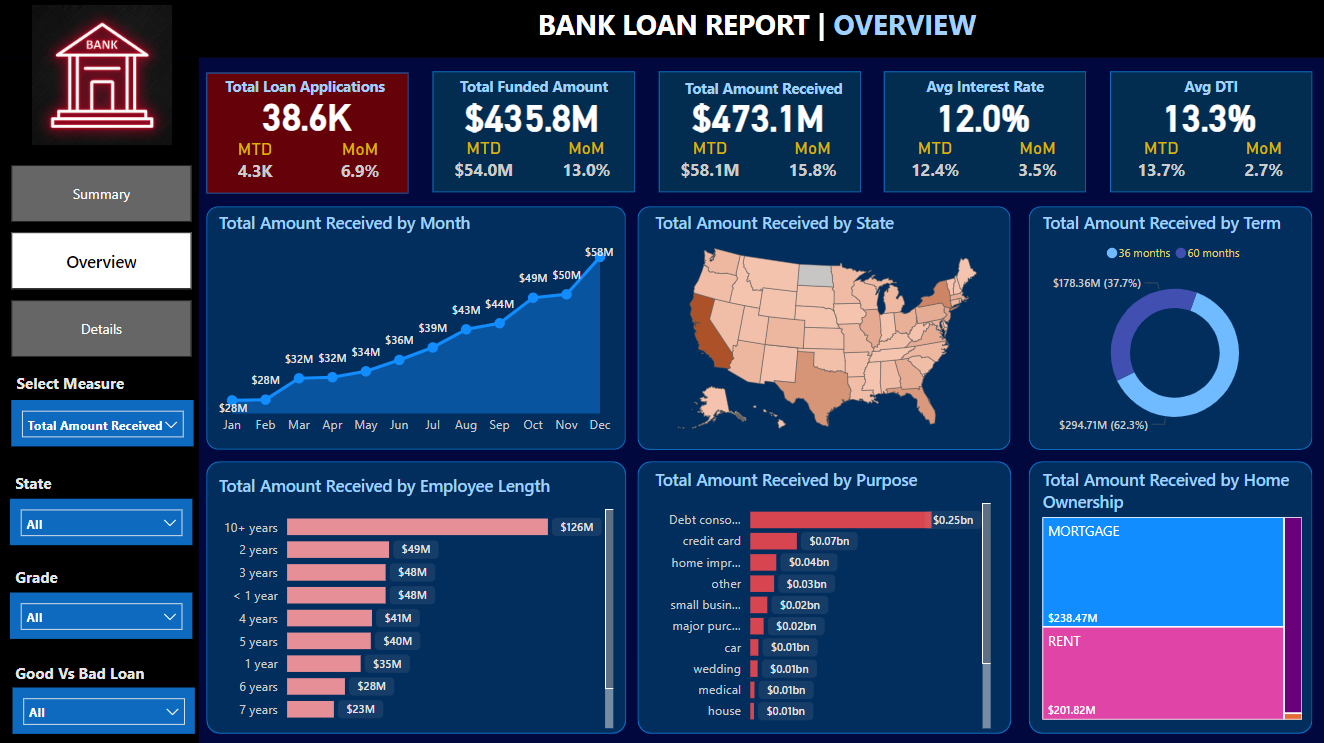 BANK
BANK LOAN REPORT | OVERVIEW
Total Loan Applications
38.6K
MTD MoM
4.3K 6.9%
Total Funded Amount
$435.8M
MTD MoM
$54.0M 13.0%
Total Amount Received
$473.1M
MTD MoM
$58.1M 15.8%
Avg Interest Rate
12.0%
MTD MoM
12.4% 3.5%
Avg DTI
13.3%
MTD MoM
13.7% 2.7%
Summary
Overview
Details
Select Measure
Total Amount Received
State
All
Grade
All
Good Vs Bad Loan
All
Total Amount Received by Month
$28M
$28M
$32M
$32M
$34M
$36M
$39M
$43M
$44M
$49M
$50M
$58M
Jan Feb Mar Apr May Jun Jul Aug Sep Oct Nov Dec
Total Amount Received by State
Total Amount Received by Term
36 months 60 months
$178.36M (37.7%)
$294.71M (62.3%)
Total Amount Received by Employee Length
10+ years $126M
2 years $49M
3 years $48M
< 1 year $48M
4 years $41M
5 years $40M
1 year $35M
6 years $28M
7 years $23M
Total Amount Received by Purpose
Debt conso... $0.25bn
credit card $0.07bn
home impr... $0.04bn
other $0.03bn
small busin... $0.02bn
major purc... $0.02bn
car $0.01bn
wedding $0.01bn
medical $0.01bn
house $0.01bn
Total Amount Received by Home
Ownership
MORTGAGE
$238.47M
RENT
$201.82M